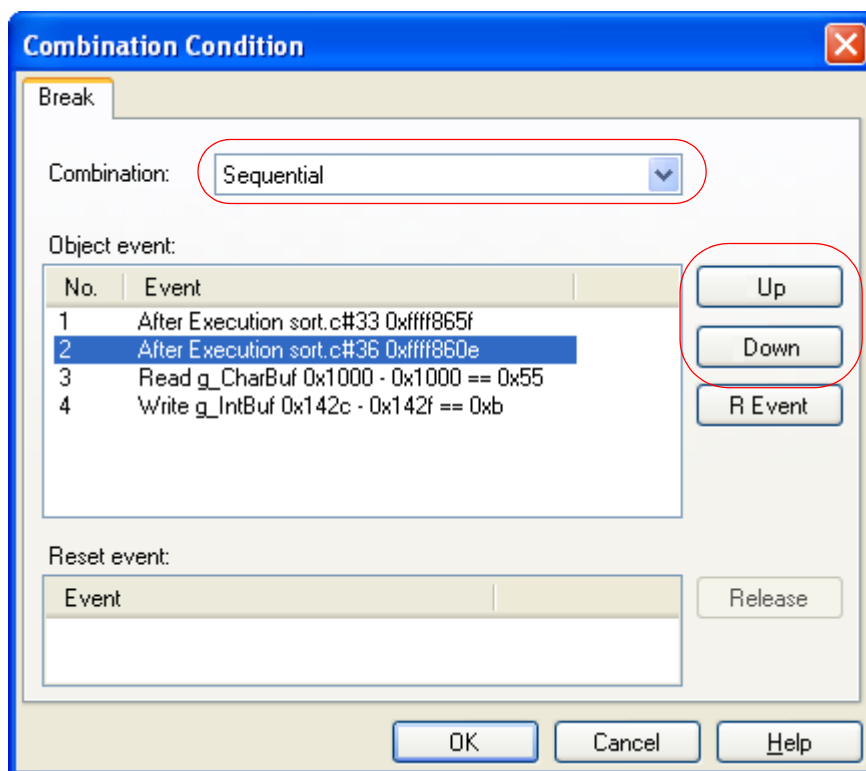 Combination Condition
Break
Combination: Sequential
Object event:
No. Event
1 After Execution sort.c#33 0xffff865f
2 After Execution sort.c#36 0xffff860e
3 Read g_CharBuf 0x1000 - 0x1000 == 0x55
4 Write g_IntBuf 0x142c - 0x142f == 0xb
Up
Down
R Event
Reset event:
Event
Release
OK Cancel Help